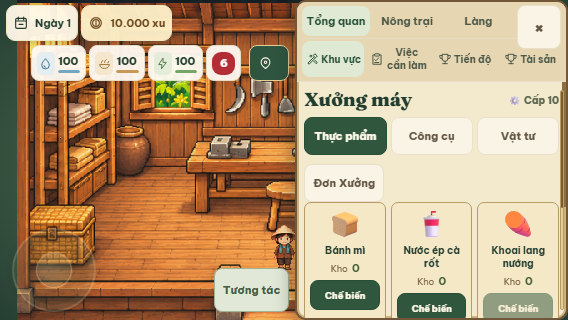 Ngày 1
10.000 xu
100
100
100
6
Tổng quan
Nông trại
Làng
×
Khu vực
Việc cần làm
Tiến độ
Tài sản
Xưởng máy
Cấp 10
Thực phẩm
Công cụ
Vật tư
Đơn Xưởng
Bánh mì
Kho 0
Chế biến
Nước ép cà rốt
Kho 0
Chế biến
Khoai lang nướng
Kho 0
Chế biến
Tương tác